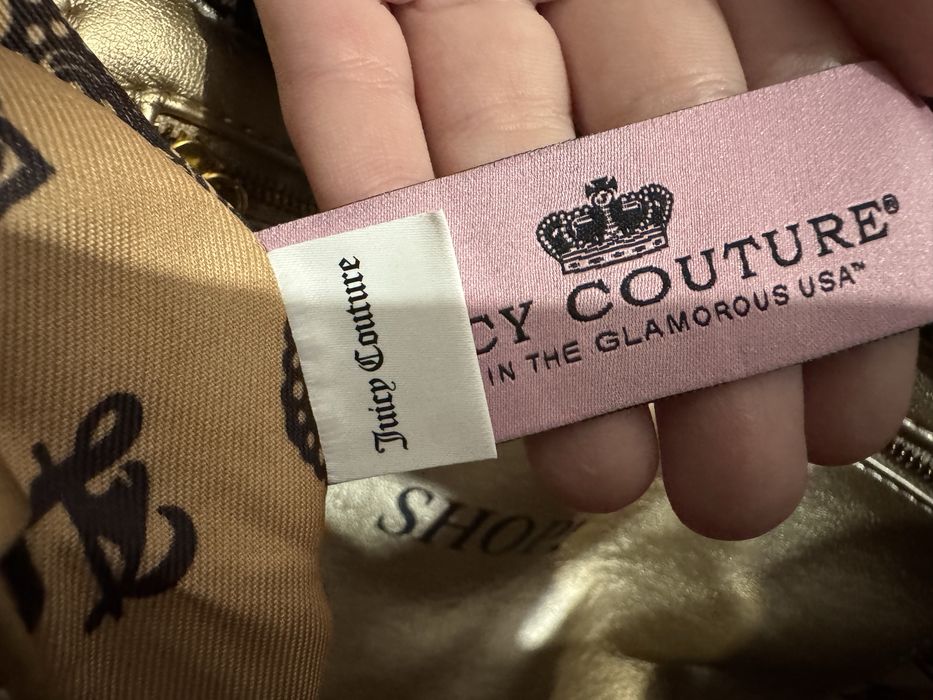 Juicy Couture
CY COUTURE®
IN THE GLAMOROUS USA™
SHOP!